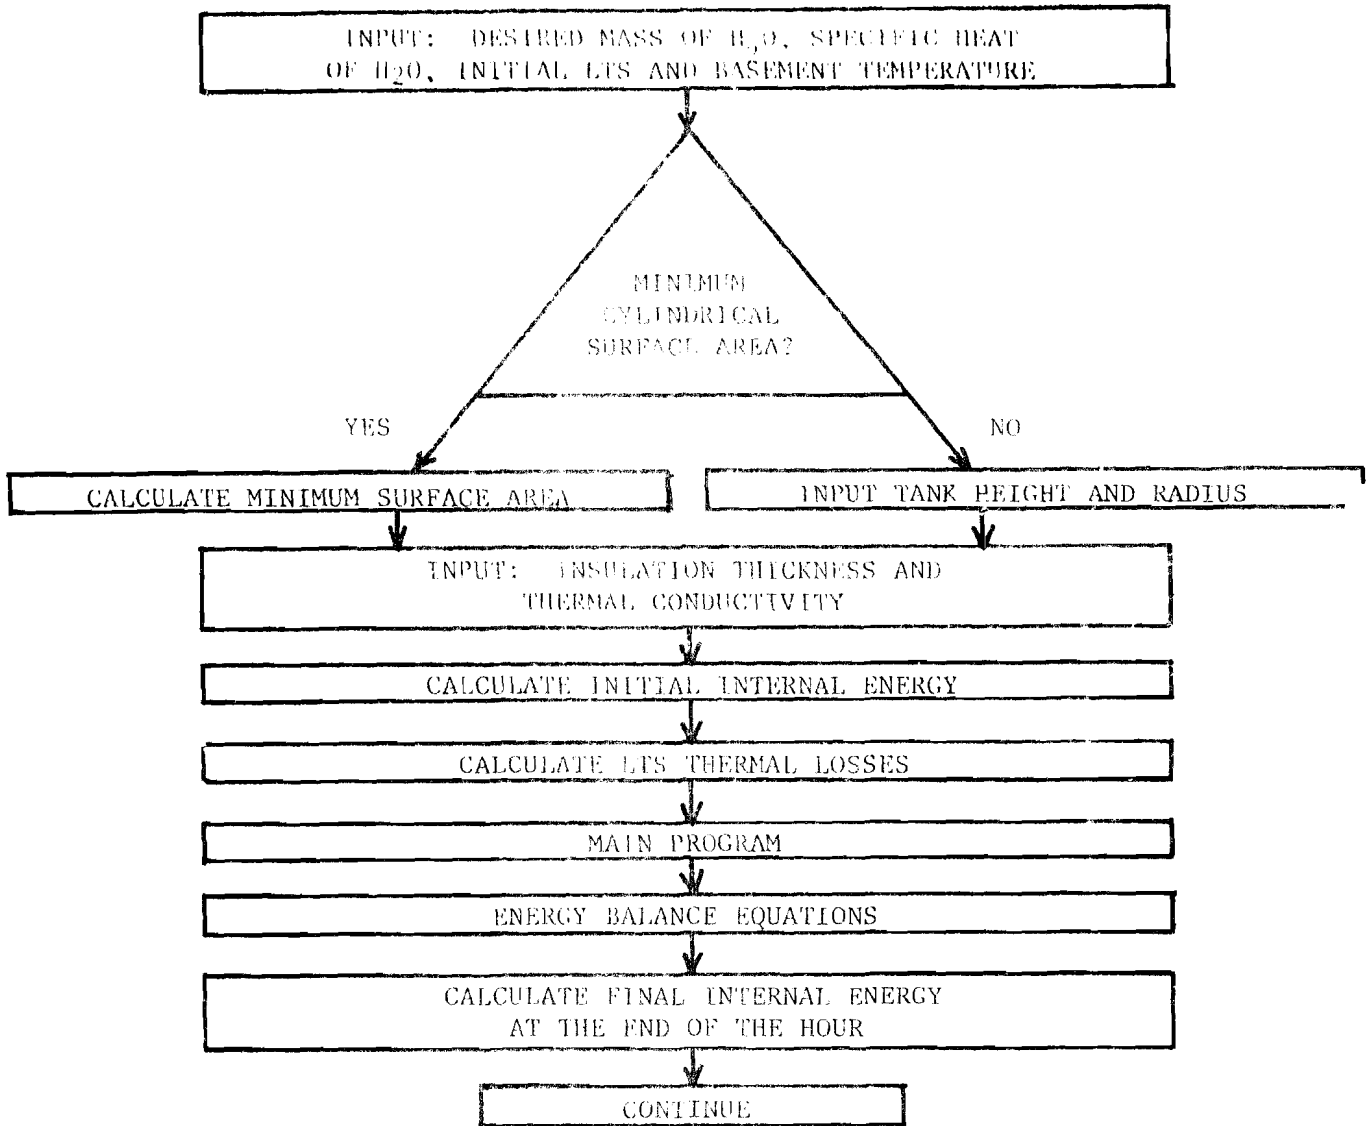 INPUT: DESIRED MASS OF H2O, SPECIFIC HEAT
OF H2O, INITIAL LTS AND BASEMENT TEMPERATURE
MINIMUM
CYLINDRICAL
SURFACE AREA?
YES
NO
CALCULATE MINIMUM SURFACE AREA
INPUT TANK HEIGHT AND RADIUS
INPUT: INSULATION THICKNESS AND
THERMAL CONDUCTIVITY
CALCULATE INITIAL INTERNAL ENERGY
CALCULATE LTS THERMAL LOSSES
MAIN PROGRAM
ENERGY BALANCE EQUATIONS
CALCULATE FINAL INTERNAL ENERGY
AT THE END OF THE HOUR
CONTINUE